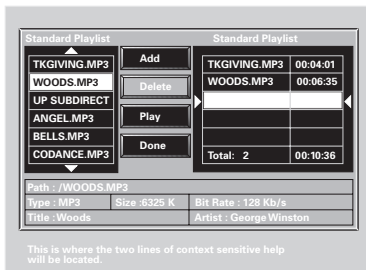 Standard Playlist
Standard Playlist
TKGIVING.MP3
WOODS.MP3
UP SUBDIRECT
ANGEL.MP3
BELLS.MP3
CODANCE.MP3
Add
Delete
Play
Done
TKGIVING.MP3 00:04:01
WOODS.MP3 00:06:35
Total: 2 00:10:36
Path : /WOODS.MP3
Type : MP3 Size :6325 K Bit Rate : 128 Kb/s
Title :Woods Artist : George Winston
This is where the two lines of context sensitive help
will be located.